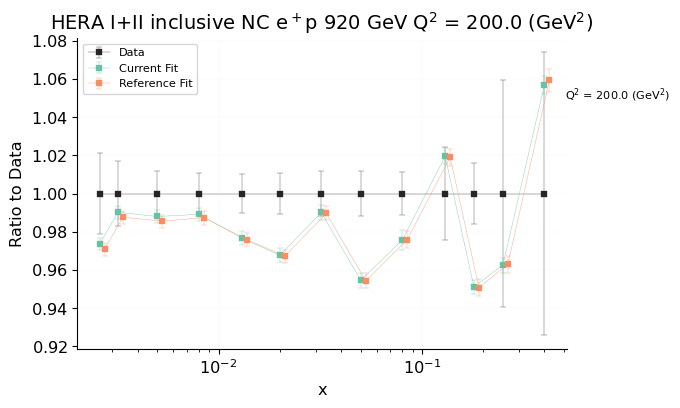 HERA I+II inclusive NC e⁺p 920 GeV Q² = 200.0 (GeV²)
Data
Current Fit
Reference Fit
Q² = 200.0 (GeV²)
Ratio to Data
1.08
1.06
1.04
1.02
1.00
0.98
0.96
0.94
0.92
10⁻²
10⁻¹
x